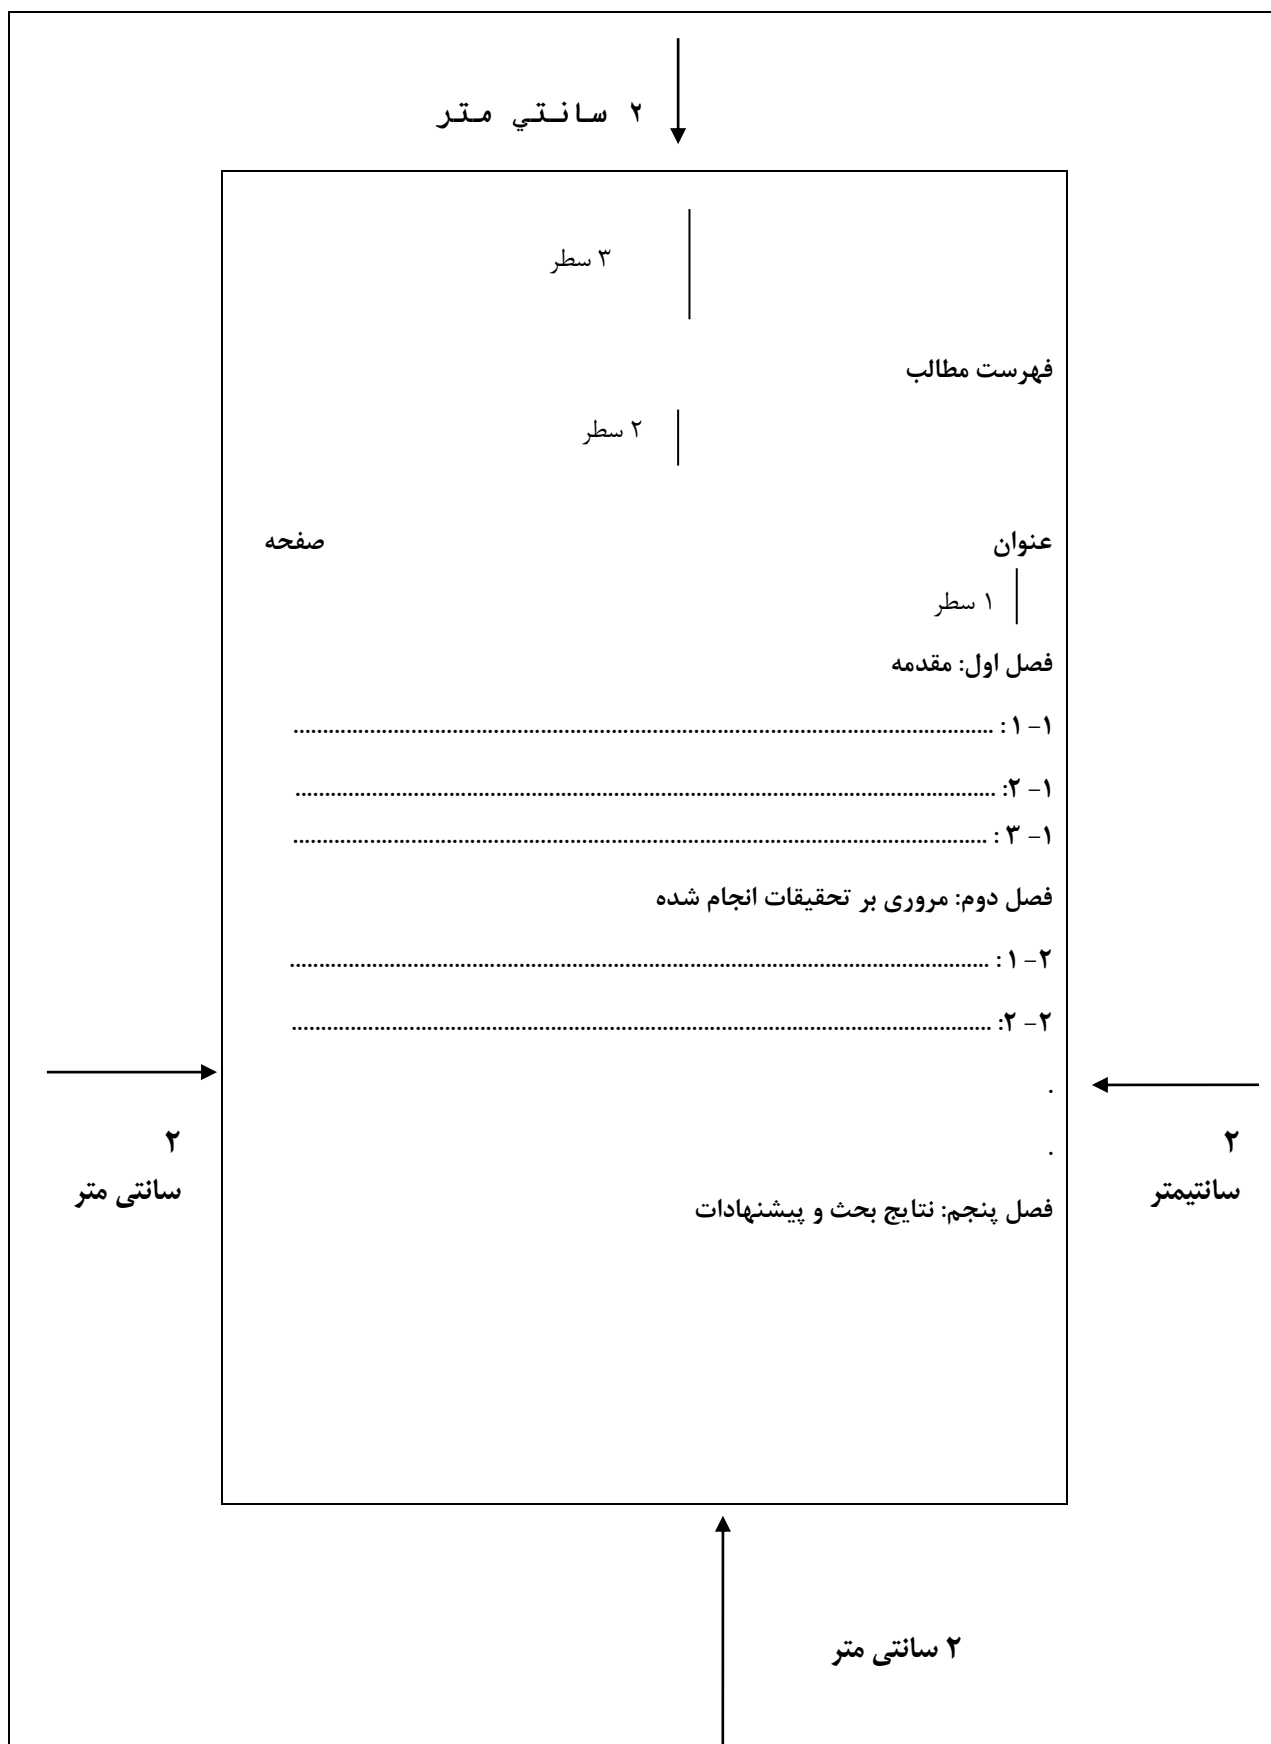 ۲ سانتي متر
۳ سطر
فهرست مطالب
۲ سطر
عنوان صفحه
۱ سطر
فصل اول: مقدمه
۱- ۱ : ......................................................................................................................
۱- ۲: ......................................................................................................................
۱- ۳ : .....................................................................................................................
فصل دوم: مروری بر تحقیقات انجام شده
۲- ۱ : ......................................................................................................................
۲- ۲: ......................................................................................................................
.
.
۲
سانتیمتر
۲
سانتی متر
فصل پنجم: نتایج بحث و پیشنهادات
۲ سانتی متر